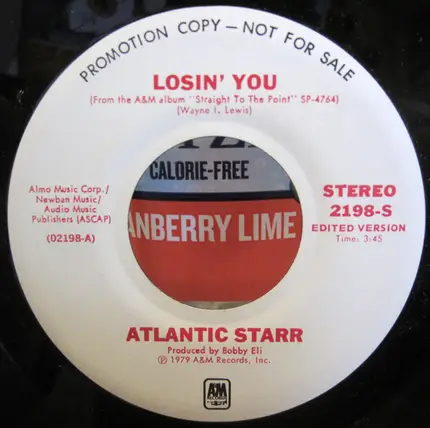 PROMOTION COPY — NOT FOR SALE
LOSIN' YOU
(From the A&M album "Straight To The Point" SP-4764)
(Wayne I. Lewis)
CALORIE-FREE
ANBERRY LIME
Almo Music Corp./
Newban Music/
Audio Music
Publishers (ASCAP)
(02198-A)
STEREO
2198-S
EDITED VERSION
Time: 3:45
ATLANTIC STARR
Produced by Bobby Eli
℗ 1979 A&M Records, Inc.
A&M
RECORDS